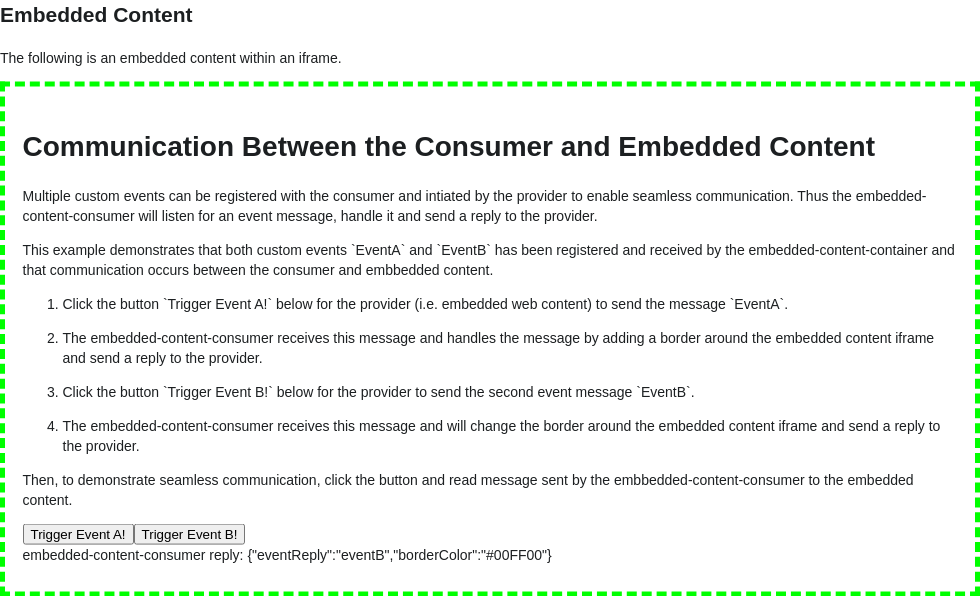 Embedded Content
The following is an embedded content within an iframe.
Communication Between the Consumer and Embedded Content
Multiple custom events can be registered with the consumer and intiated by the provider to enable seamless communication. Thus the embedded-
content-consumer will listen for an event message, handle it and send a reply to the provider.
This example demonstrates that both custom events `EventA` and `EventB` has been registered and received by the embedded-content-container and
that communication occurs between the consumer and embbedded content.
1. Click the button `Trigger Event A!` below for the provider (i.e. embedded web content) to send the message `EventA`.
2. The embedded-content-consumer receives this message and handles the message by adding a border around the embedded content iframe
and send a reply to the provider.
3. Click the button `Trigger Event B!` below for the provider to send the second event message `EventB`.
4. The embedded-content-consumer receives this message and will change the border around the embedded content iframe and send a reply to
the provider.
Then, to demonstrate seamless communication, click the button and read message sent by the embbedded-content-consumer to the embedded
content.
Trigger Event A! Trigger Event B!
embedded-content-consumer reply: {"eventReply":"eventB","borderColor":"#00FF00"}